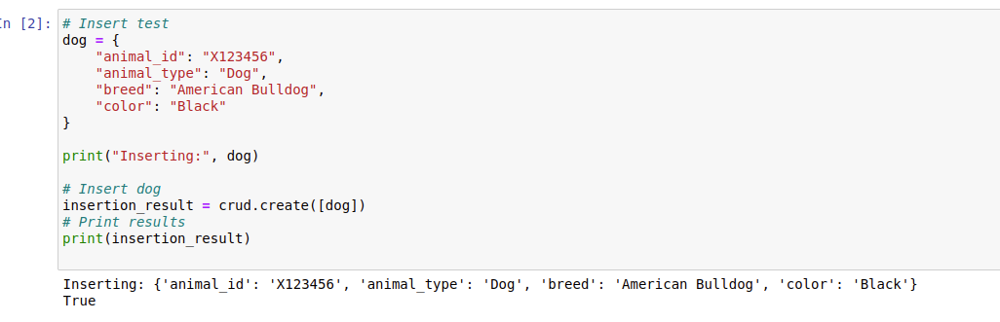 n [2]: # Insert test
dog = {
    "animal_id": "X123456",
    "animal_type": "Dog",
    "breed": "American Bulldog",
    "color": "Black"
}
print("Inserting:", dog)
# Insert dog
insertion_result = crud.create([dog])
# Print results
print(insertion_result)
Inserting: {'animal_id': 'X123456', 'animal_type': 'Dog', 'breed': 'American Bulldog', 'color': 'Black'}
True